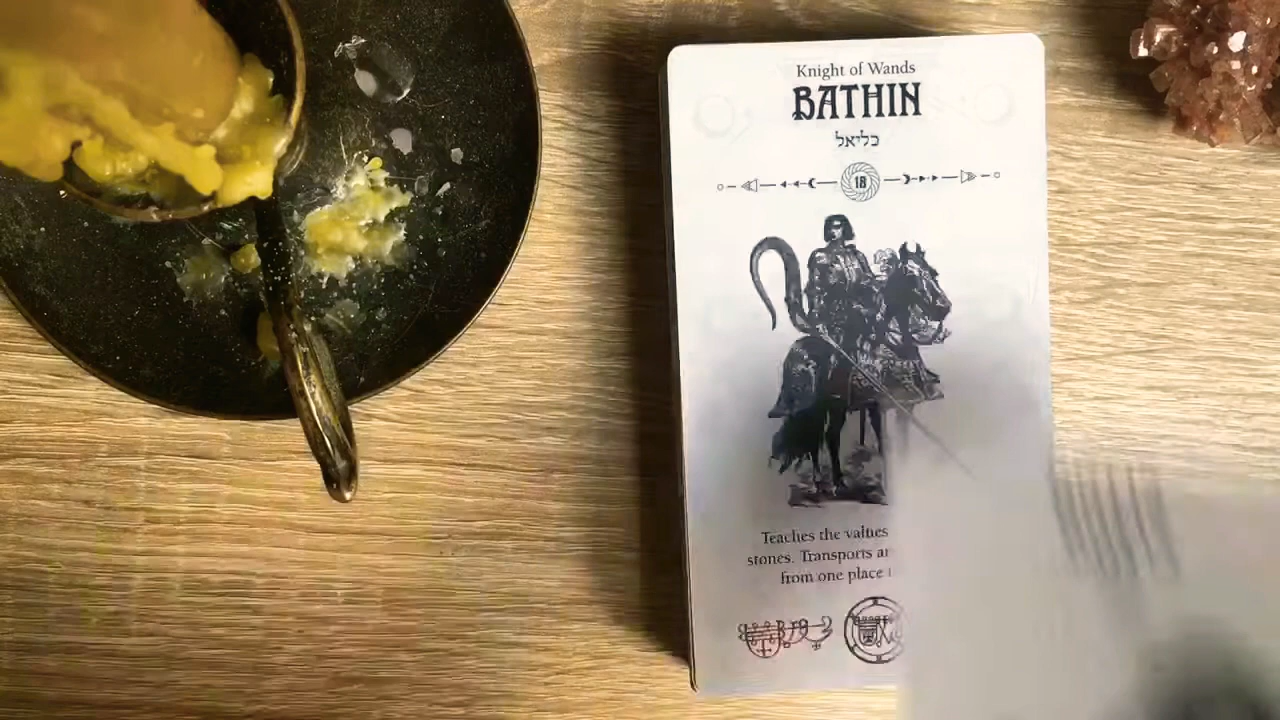 Knight of Wands
BATHIN
כליאל
18
Teaches the values
stones. Transports
from one place